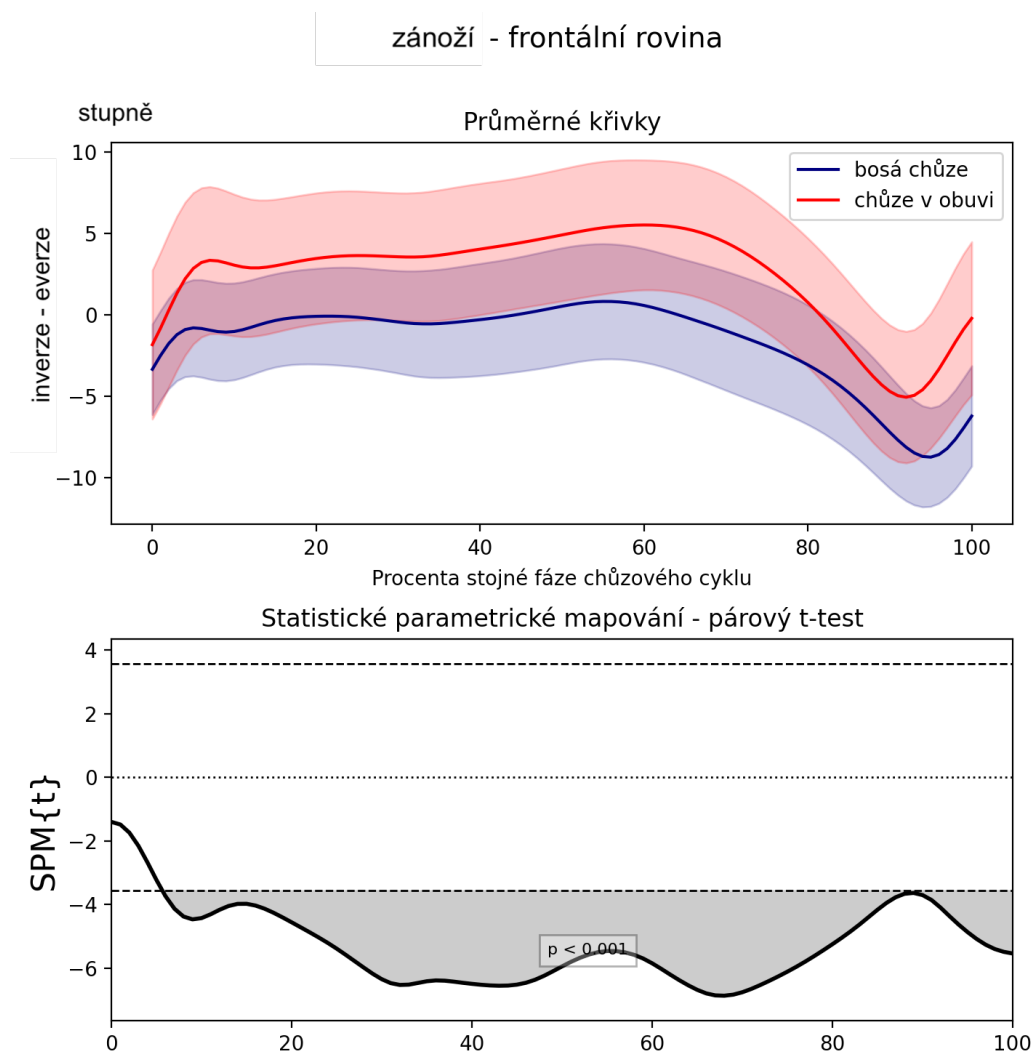 zánoží - frontální rovina
stupně
Průměrné křivky
inverze - everze
10
5
0
−5
−10
bosá chůze
chůze v obuvi
0 20 40 60 80 100
Procenta stojné fáze chůzového cyklu
Statistické parametrické mapování - párový t-test
SPM{t}
4
2
0
−2
−4
−6
p < 0.001
0 20 40 60 80 100